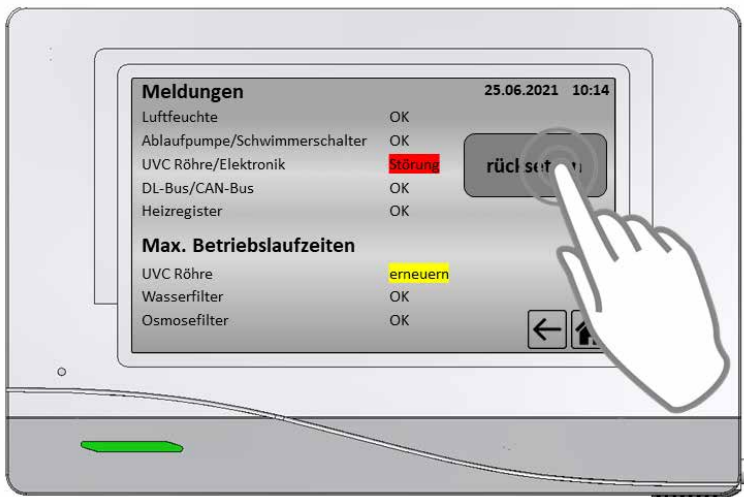 Meldungen 25.06.2021 10:14
Luftfeuchte OK
Ablaufpumpe/Schwimmerschalter OK
UVC Röhre/Elektronik Störung
rücksetzen
DL-Bus/CAN-Bus OK
Heizregister OK
Max. Betriebslaufzeiten
UVC Röhre erneuern
Wasserfilter OK
Osmosefilter OK